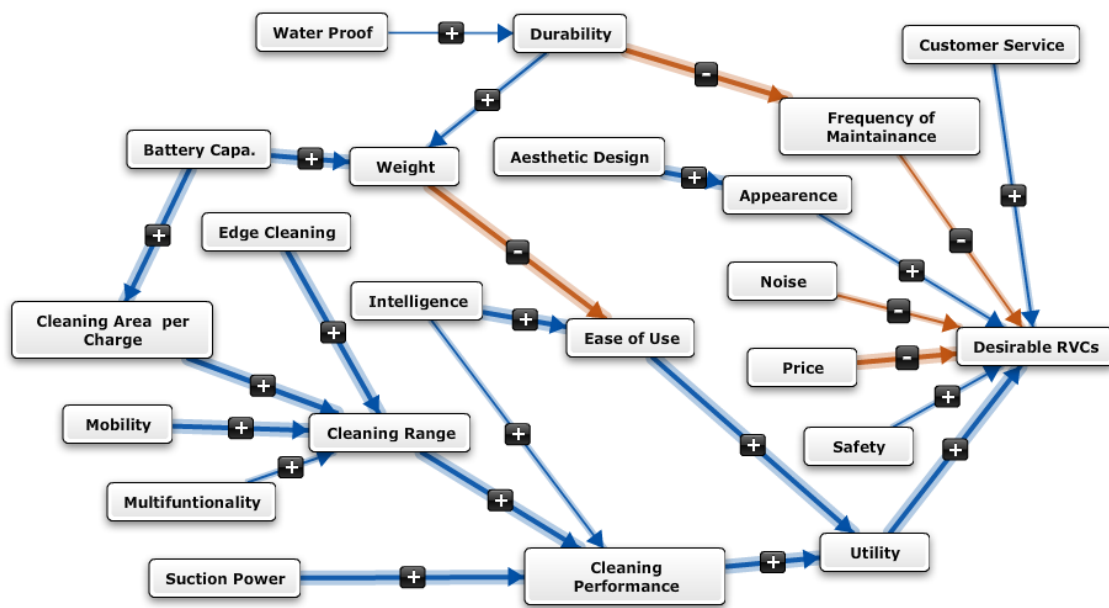 Water Proof
+
Durability
Customer Service
-
+
Frequency of
Maintainance
Battery Capa.
+
Weight
Aesthetic Design
+
Appearence
+
Edge Cleaning
+
-
-
+
Noise
-
Intelligence
+
Ease of Use
Cleaning Area per
Charge
+
Desirable RVCs
Price
-
+
+
Safety
Mobility
+
Cleaning Range
+
+
+
Multifuntionality
+
+
Utility
Suction Power
+
Cleaning
Performance
+